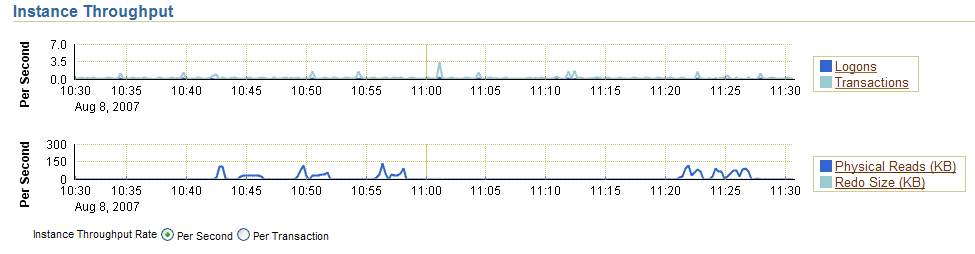 Instance Throughput
Per Second
7.0
3.5
0.0
10:30 10:35 10:40 10:45 10:50 10:55 11:00 11:05 11:10 11:15 11:20 11:25 11:30
Aug 8, 2007
Logons
Transactions
Per Second
300
150
0
10:30 10:35 10:40 10:45 10:50 10:55 11:00 11:05 11:10 11:15 11:20 11:25 11:30
Aug 8, 2007
Physical Reads (KB)
Redo Size (KB)
Instance Throughput Rate Per Second Per Transaction